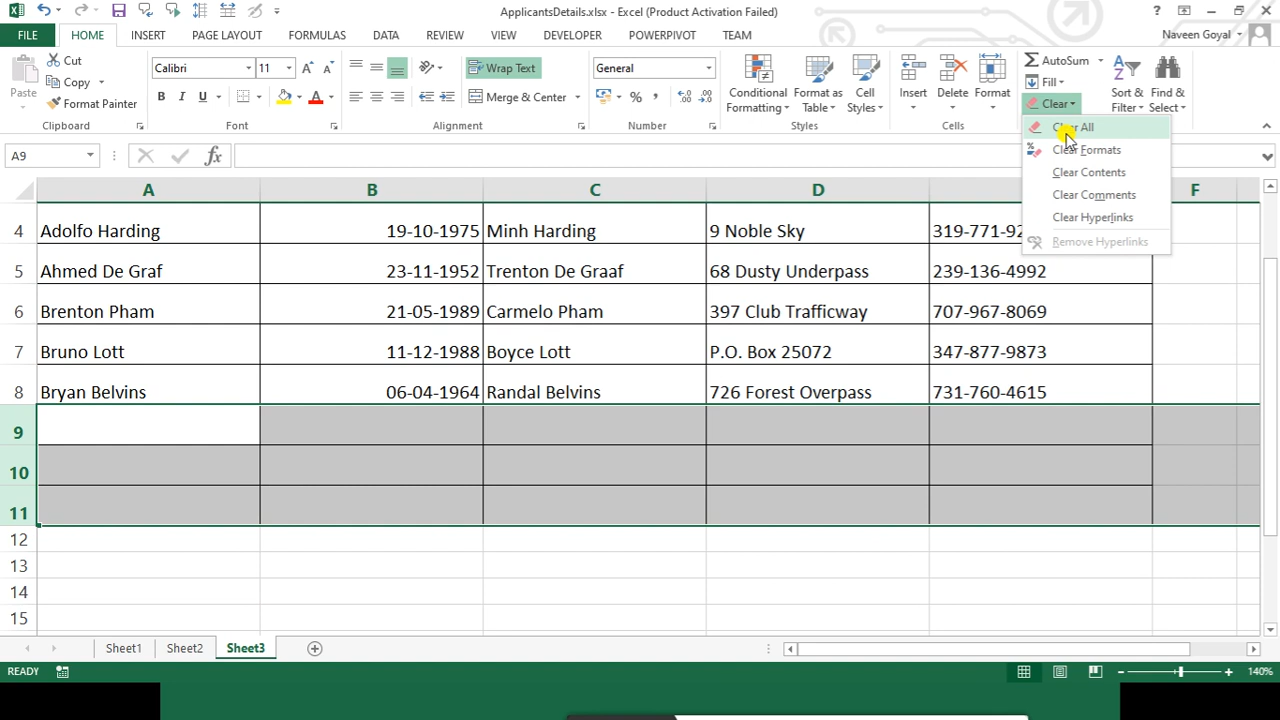 ApplicantsDetails.xlsx - Excel (Product Activation Failed)
FILE HOME INSERT PAGE LAYOUT FORMULAS DATA REVIEW VIEW DEVELOPER POWERPIVOT TEAM Naveen Goyal
Paste
Cut
Copy
Format Painter
Clipboard
Calibri 11
B I U
Font
Wrap Text
Merge & Center
Alignment
General
Number
Conditional Formatting
Format as Table
Cell Styles
Styles
Insert Delete Format
Cells
AutoSum
Fill
Clear
Sort & Filter
Find & Select
Clear All
Clear Formats
Clear Contents
Clear Comments
Clear Hyperlinks
Remove Hyperlinks
A9 fx
A B C D F
4 Adolfo Harding 19-10-1975 Minh Harding 9 Noble Sky
5 Ahmed De Graf 23-11-1952 Trenton De Graaf 68 Dusty Underpass 239-136-4992
6 Brenton Pham 21-05-1989 Carmelo Pham 397 Club Trafficway 707-967-8069
7 Bruno Lott 11-12-1988 Boyce Lott P.O. Box 25072 347-877-9873
8 Bryan Belvins 06-04-1964 Randal Belvins 726 Forest Overpass 731-760-4615
9
10
11
12
13
14
15
Sheet1 Sheet2 Sheet3
READY 140%